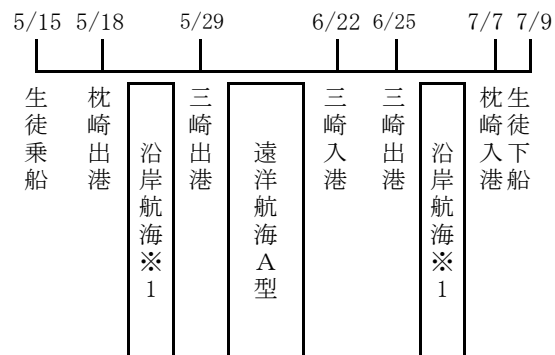 5/15 5/18 5/29 6/22 6/25 7/7 7/9
生徒乗船
枕崎出港
沿岸航海※1
三崎出港
遠洋航海A型
三崎入港
三崎出港
沿岸航海※1
枕崎入港
生徒下船